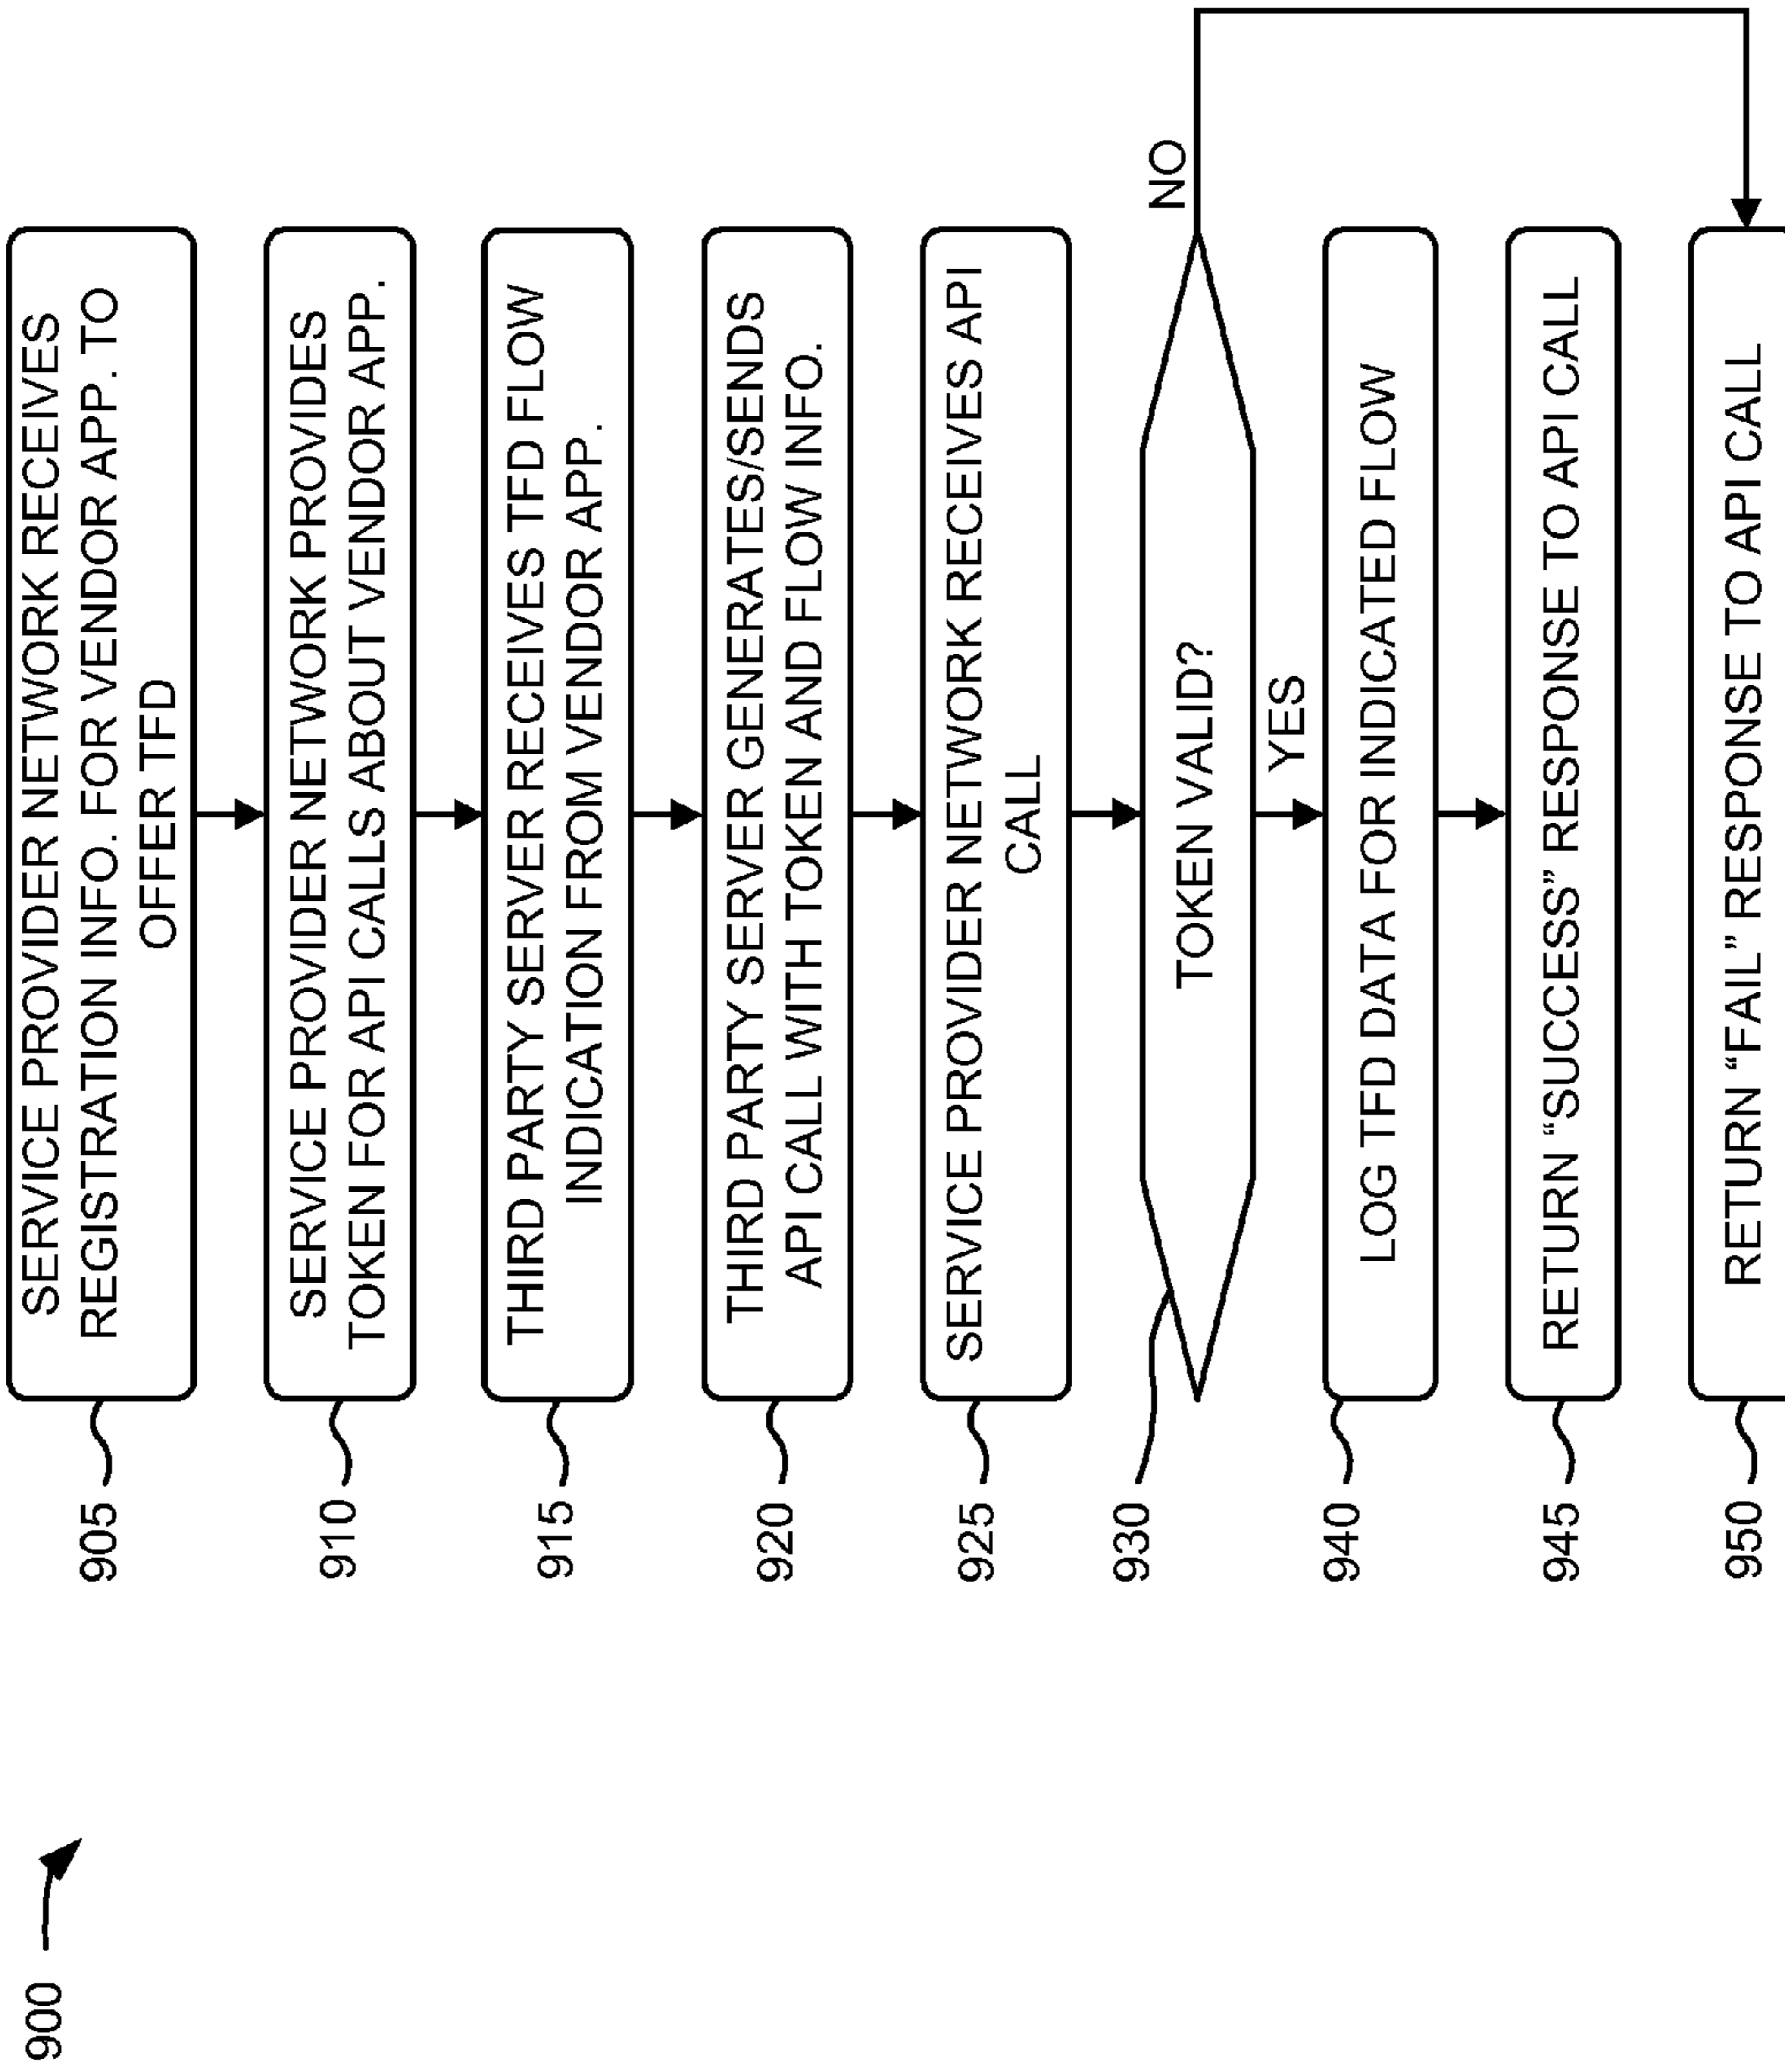 900
905
SERVICE PROVIDER NETWORK RECEIVES
REGISTRATION INFO. FOR VENDOR APP. TO
OFFER TFD
910
SERVICE PROVIDER NETWORK PROVIDES
TOKEN FOR API CALLS ABOUT VENDOR APP.
915
THIRD PARTY SERVER RECEIVES TFD FLOW
INDICATION FROM VENDOR APP.
920
THIRD PARTY SERVER GENERATES/SENDS
API CALL WITH TOKEN AND FLOW INFO.
925
SERVICE PROVIDER NETWORK RECEIVES API
CALL
930
TOKEN VALID?
NO
YES
940
LOG TFD DATA FOR INDICATED FLOW
945
RETURN “SUCCESS” RESPONSE TO API CALL
950
RETURN “FAIL” RESPONSE TO API CALL